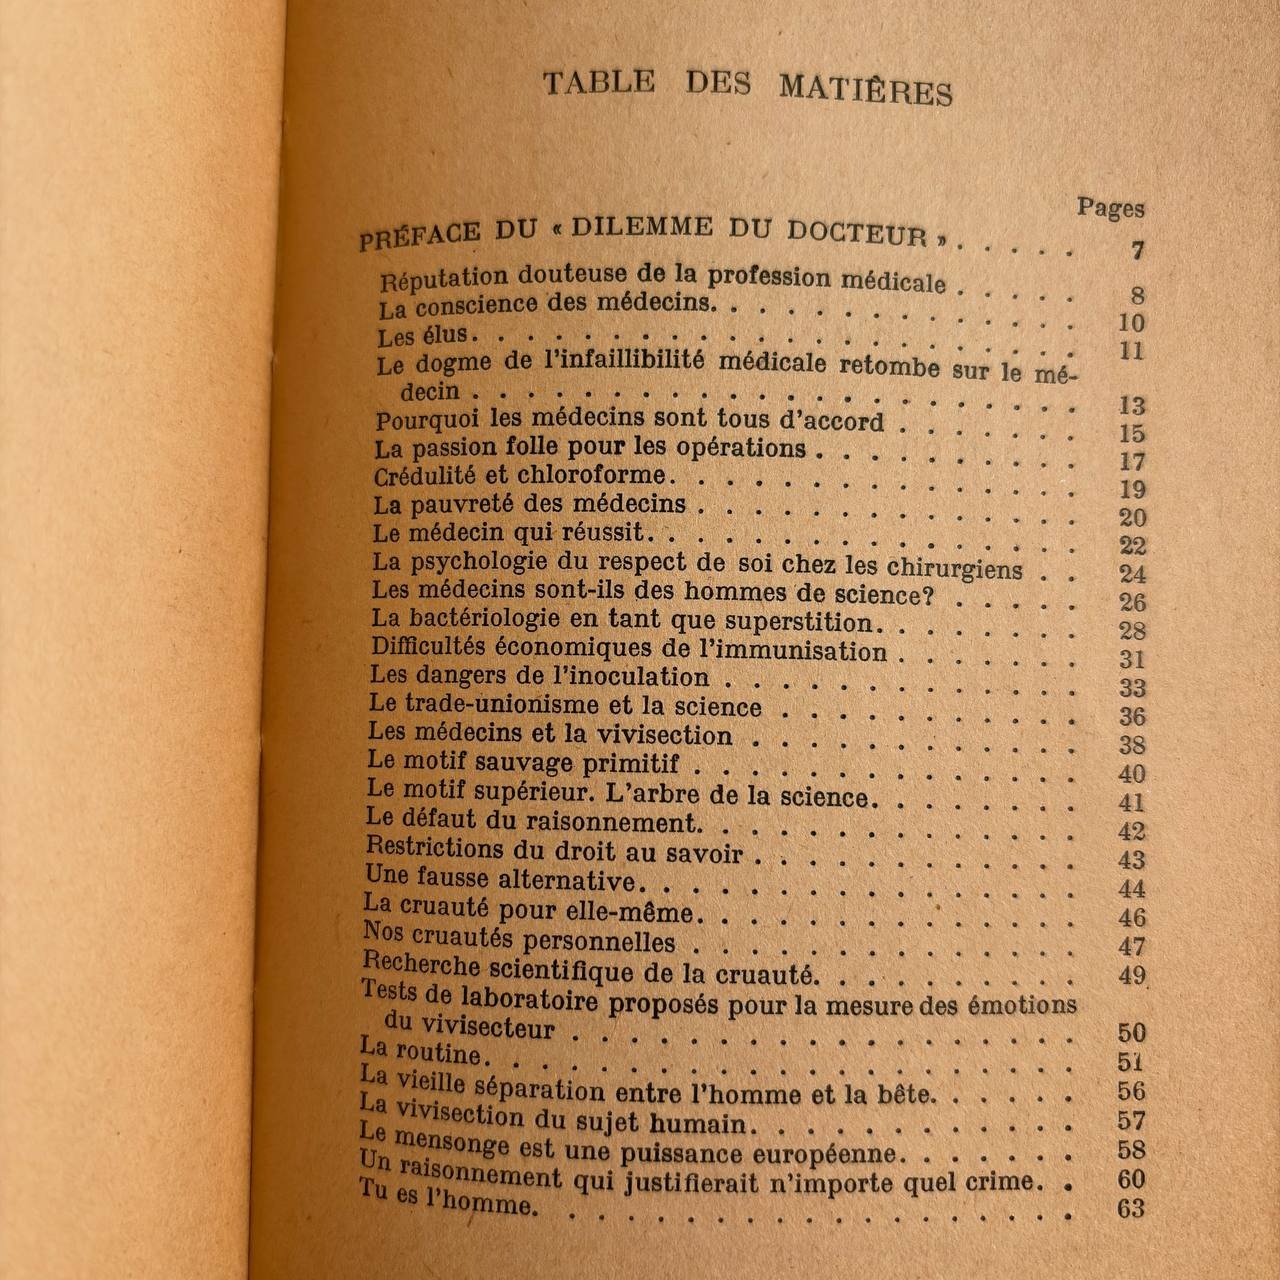 TABLE DES MATIÈRES
Pages
PRÉFACE DU « DILEMME DU DOCTEUR » . . . . . 7
Réputation douteuse de la profession médicale . . . . . 8
La conscience des médecins. . . . . . . . . . . . . . 10
Les élus. . . . . . . . . . . . . . . . . . . . . . 11
Le dogme de l'infaillibilité médicale retombe sur le mé-
decin . . . . . . . . . . . . . . . . . . . . . . 13
Pourquoi les médecins sont tous d'accord . . . . . . . 15
La passion folle pour les opérations . . . . . . . . . . 17
Crédulité et chloroforme. . . . . . . . . . . . . . . 19
La pauvreté des médecins . . . . . . . . . . . . . . 20
Le médecin qui réussit. . . . . . . . . . . . . . . . 22
La psychologie du respect de soi chez les chirurgiens . . 24
Les médecins sont-ils des hommes de science? . . . . . 26
La bactériologie en tant que superstition. . . . . . . . 28
Difficultés économiques de l'immunisation . . . . . . . 31
Les dangers de l'inoculation . . . . . . . . . . . . . 33
Le trade-unionisme et la science . . . . . . . . . . . 36
Les médecins et la vivisection . . . . . . . . . . . . 38
Le motif sauvage primitif . . . . . . . . . . . . . . 40
Le motif supérieur. L'arbre de la science. . . . . . . . 41
Le défaut du raisonnement. . . . . . . . . . . . . . 42
Restrictions du droit au savoir . . . . . . . . . . . . 43
Une fausse alternative. . . . . . . . . . . . . . . . 44
La cruauté pour elle-même. . . . . . . . . . . . . . 46
Nos cruautés personnelles . . . . . . . . . . . . . . 47
Recherche scientifique de la cruauté. . . . . . . . . . 49
Tests de laboratoire proposés pour la mesure des émotions
du vivisecteur . . . . . . . . . . . . . . . . . . 50
La routine. . . . . . . . . . . . . . . . . . . . . 51
La vieille séparation entre l'homme et la bête. . . . . . 56
La vivisection du sujet humain. . . . . . . . . . . . 57
Le mensonge est une puissance européenne. . . . . . . 58
Un raisonnement qui justifierait n'importe quel crime. . 60
Tu es l'homme. . . . . . . . . . . . . . . . . . . 63